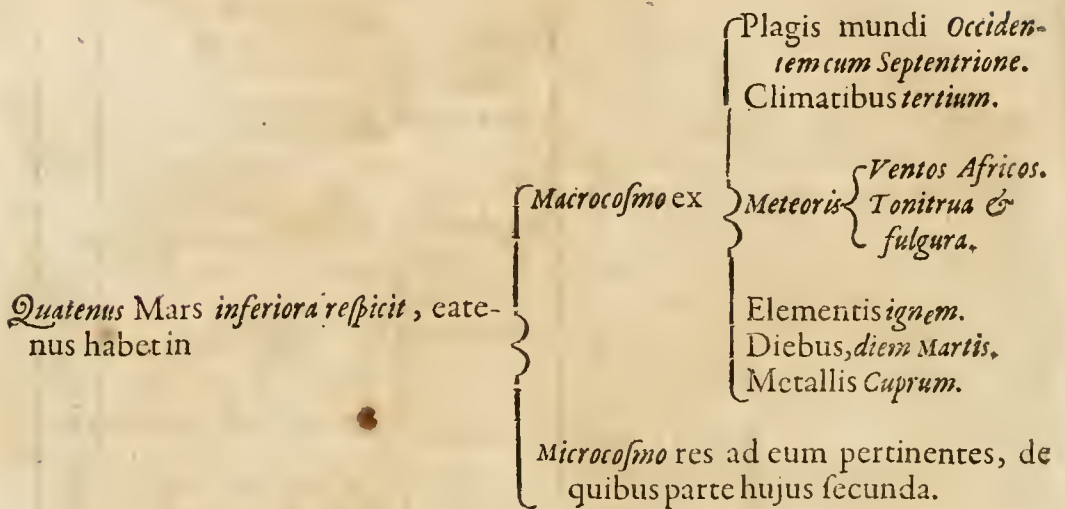 Quatenus Mars inferiora reſpicit, eate-
nus habet in
Macrocoſmo ex
Plagis mundi Occiden-
tem cum Septentrione.
Climatibus tertium.
Meteoris
Ventos Africos.
Tonitrua &
fulgura.
Elementis ignem.
Diebus, diem Martis.
Metallis Cuprum.
Microcoſmo res ad eum pertinentes, de
quibus parte hujus ſecunda.